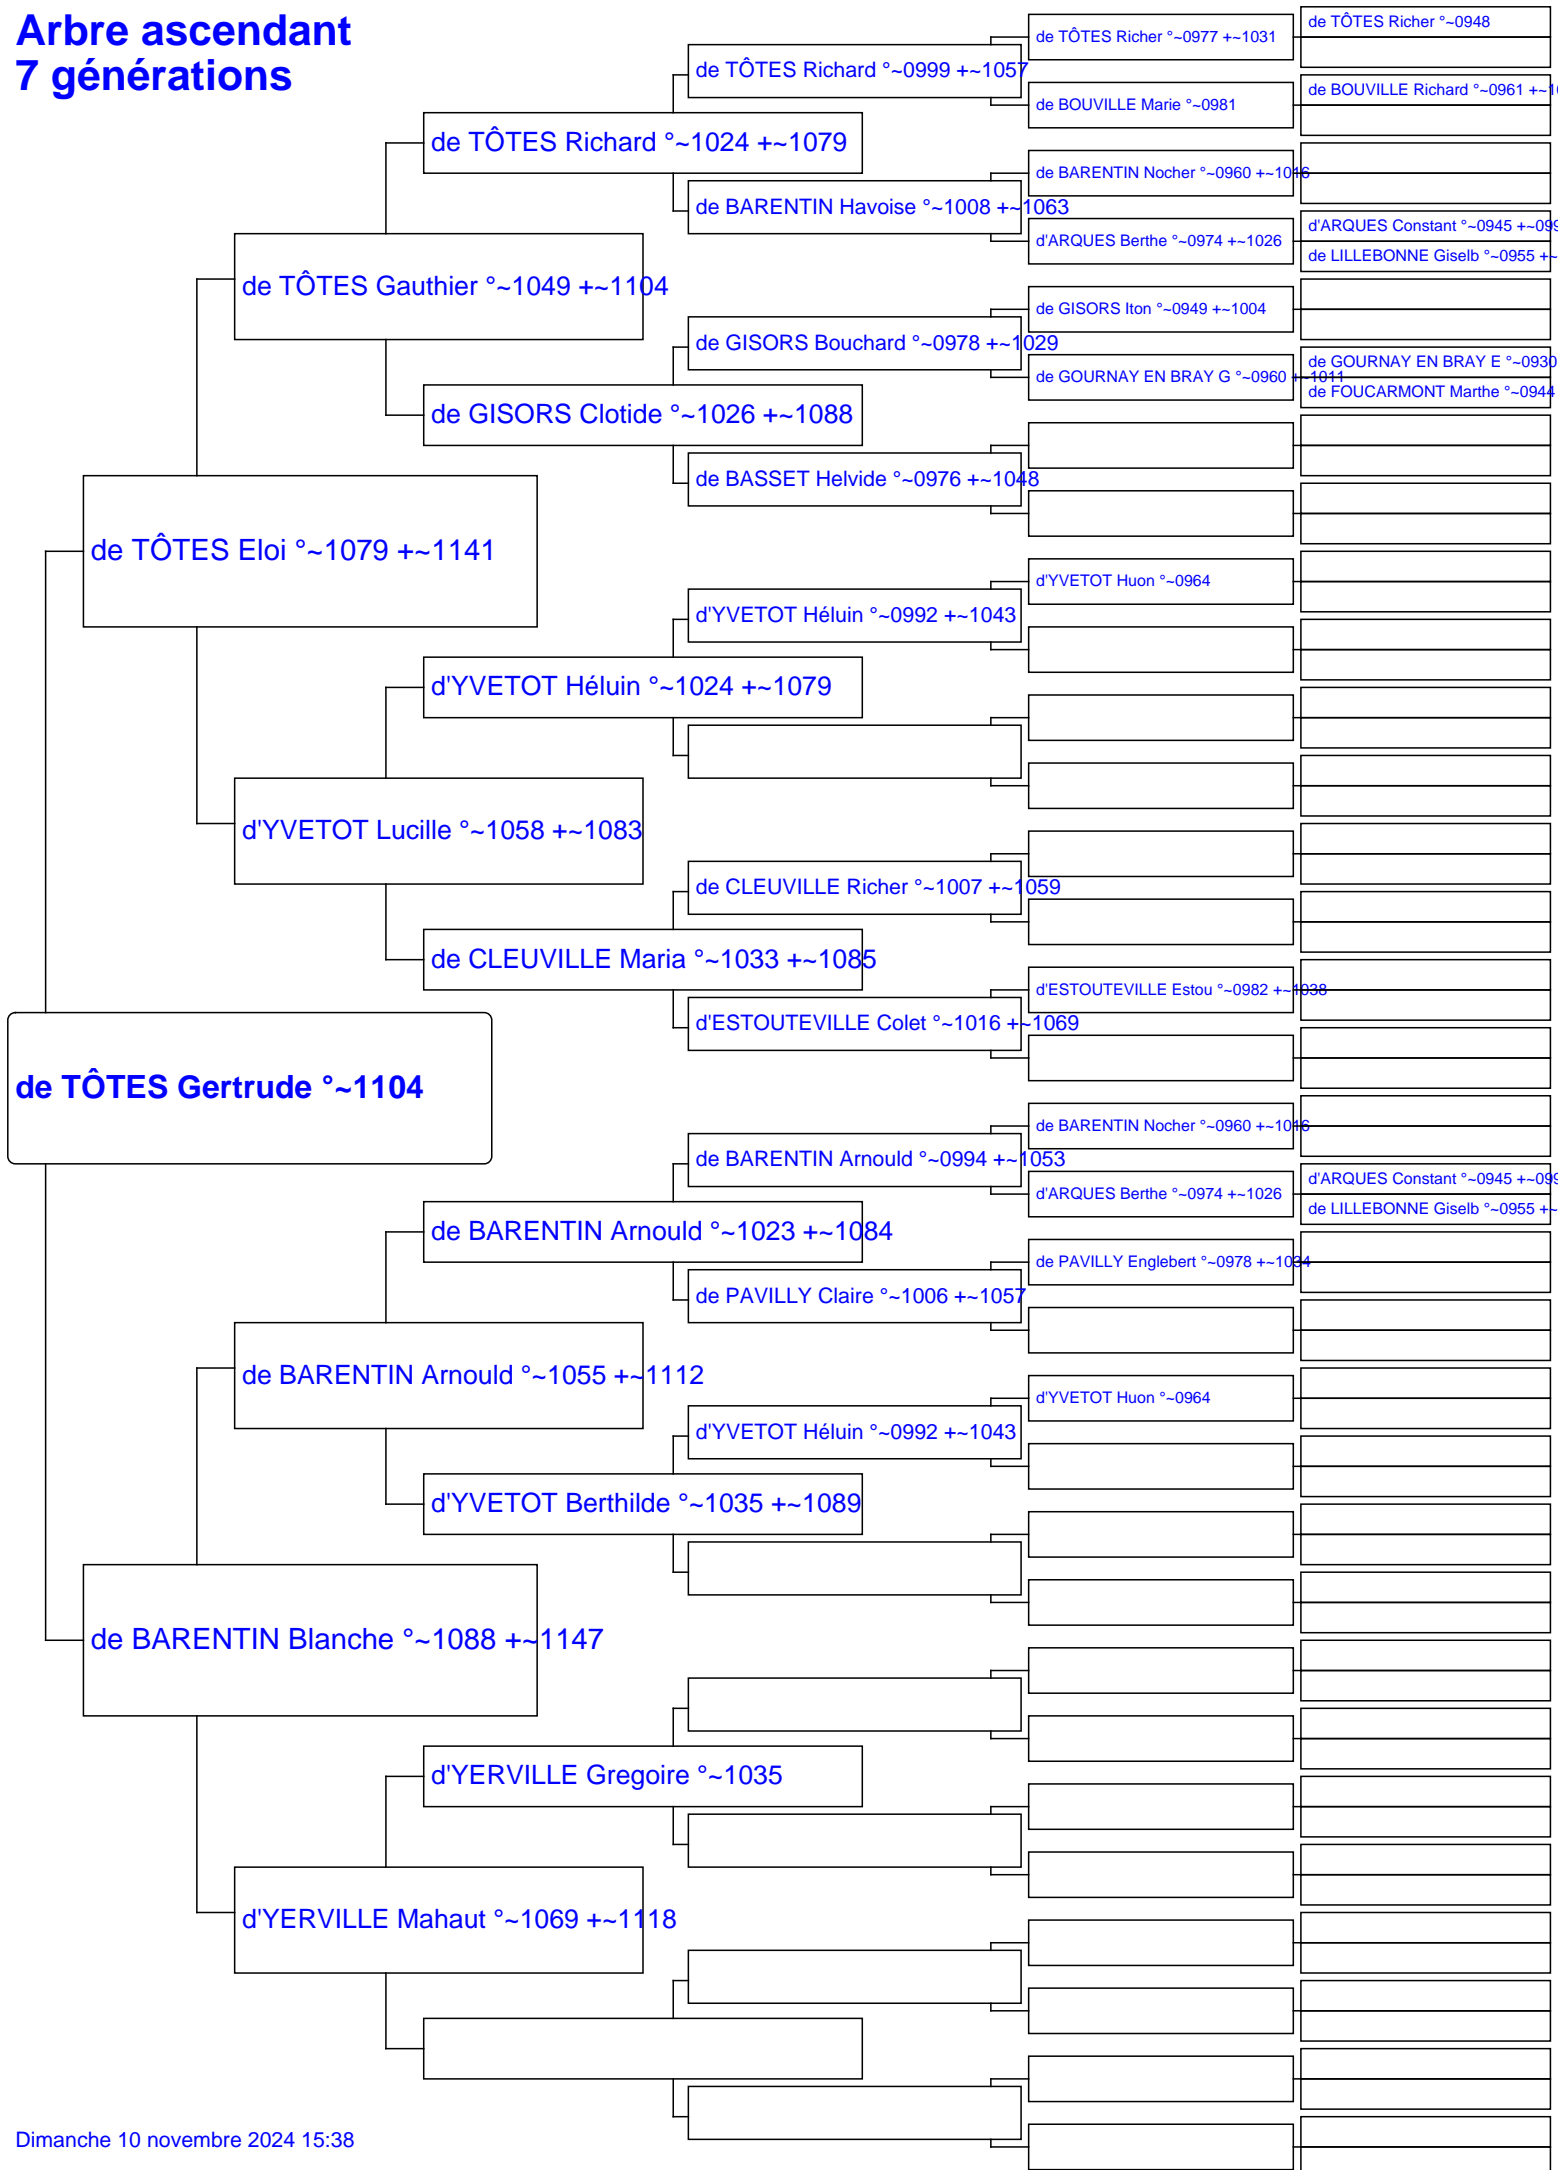 Arbre ascendant
7 générations
de TÔTES Gertrude °~1104
de TÔTES Eloi °~1079 +~1141
de BARENTIN Blanche °~1088 +~1147
de TÔTES Gauthier °~1049 +~1104
d'YVETOT Lucille °~1058 +~1083
de BARENTIN Arnould °~1055 +~1112
d'YERVILLE Mahaut °~1069 +~1118
de TÔTES Richard °~1024 +~1079
de GISORS Clotide °~1026 +~1088
d'YVETOT Héluin °~1024 +~1079
de CLEUVILLE Maria °~1033 +~1085
de BARENTIN Arnould °~1023 +~1084
d'YVETOT Berthilde °~1035 +~1089
d'YERVILLE Gregoire °~1035
de TÔTES Richard °~0999 +~1057
de BARENTIN Havoise °~1008 +~1063
de GISORS Bouchard °~0978 +~1029
de BASSET Helvide °~0976 +~1048
d'YVETOT Héluin °~0992 +~1043
de CLEUVILLE Richer °~1007 +~1059
d'ESTOUTEVILLE Colet °~1016 +~1069
de BARENTIN Arnould °~0994 +~1053
de PAVILLY Claire °~1006 +~1057
d'YVETOT Héluin °~0992 +~1043
de TÔTES Richer °~0977 +~1031
de BOUVILLE Marie °~0981
de BARENTIN Nocher °~0960 +~1016
d'ARQUES Berthe °~0974 +~1026
de GISORS Iton °~0949 +~1004
de GOURNAY EN BRAY G °~0960 +~1011
d'YVETOT Huon °~0964
d'ESTOUTEVILLE Estou °~0982 +~1038
de BARENTIN Nocher °~0960 +~1016
d'ARQUES Berthe °~0974 +~1026
de PAVILLY Englebert °~0978 +~1034
d'YVETOT Huon °~0964
de TÔTES Richer °~0948
de BOUVILLE Richard °~0961 +~1
d'ARQUES Constant °~0945 +~099
de LILLEBONNE Giselb °~0955 +~
de GOURNAY EN BRAY E °~0930
de FOUCARMONT Marthe °~0944
d'ARQUES Constant °~0945 +~099
de LILLEBONNE Giselb °~0955 +~
Dimanche 10 novembre 2024 15:38